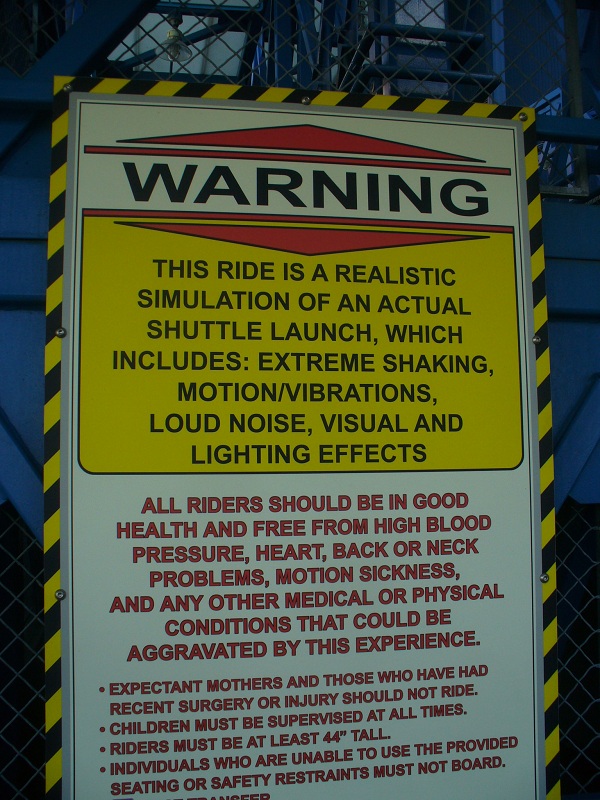 WARNING
THIS RIDE IS A REALISTIC
SIMULATION OF AN ACTUAL
SHUTTLE LAUNCH, WHICH
INCLUDES: EXTREME SHAKING,
MOTION/VIBRATIONS,
LOUD NOISE, VISUAL AND
LIGHTING EFFECTS
ALL RIDERS SHOULD BE IN GOOD
HEALTH AND FREE FROM HIGH BLOOD
PRESSURE, HEART, BACK OR NECK
PROBLEMS, MOTION SICKNESS,
AND ANY OTHER MEDICAL OR PHYSICAL
CONDITIONS THAT COULD BE
AGGRAVATED BY THIS EXPERIENCE.
• EXPECTANT MOTHERS AND THOSE WHO HAVE HAD
RECENT SURGERY OR INJURY SHOULD NOT RIDE.
• CHILDREN MUST BE SUPERVISED AT ALL TIMES.
• RIDERS MUST BE AT LEAST 44" TALL.
• INDIVIDUALS WHO ARE UNABLE TO USE THE PROVIDED
SEATING OR SAFETY RESTRAINTS MUST NOT BOARD.
TRANSFER